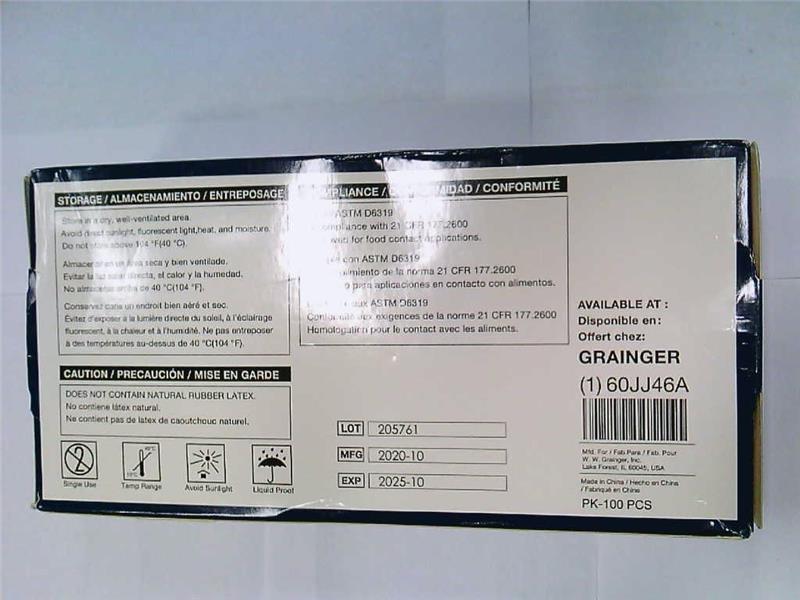 STORAGE / ALMACENAMIENTO / ENTREPOSAGE
Store in a dry, well-ventilated area.
Avoid direct sunlight, fluorescent light,heat, and moisture.
Do not store above 104 °F(40 °C).
Almacenar en un área seca y bien ventilade.
Evitar la luz solar directa, el calor y la humedad.
No almacenar arriba de 40 °C(104 °F).
Conservez dans un endroit bien aéré et sec.
Évitez d'exposer à la lumière directe du soleil, à l'éclairage
fluorescent, à la chaleur et à l'humidité. Ne pas entreposer
à des températures au-dessus de 40 °C(104 °F).
CAUTION / PRECAUCIÓN / MISE EN GARDE
DOES NOT CONTAIN NATURAL RUBBER LATEX.
No contiene látex natural.
Ne contient pas de latex de caoutchouc naturel.
2
Single Use
Temp Range
Avoid Sunlight
Liquid Proof
COMPLIANCE / CONFORMIDAD / CONFORMITÉ
ASTM D6319
compliance with 21 CFR 177.2600
for food contact applications.
con ASTM D6319
de la norma 21 CFR 177.2600
para aplicaciones en contacto con alimentos.
aux ASTM D6319
Conformité aux exigences de la norme 21 CFR 177.2600
Homologation pour le contact avec les aliments.
LOT 205761
MFG 2020-10
EXP 2025-10
AVAILABLE AT :
Disponible en :
Offert chez:
GRAINGER
(1) 60JJ46A
Mfd. For / Fab. Para / Fab. Pour
W. W. Grainger, Inc.
Lake Forest, IL 60045, USA
Made in China / Hecho en China
/ Fabriqué en Chine
PK-100 PCS